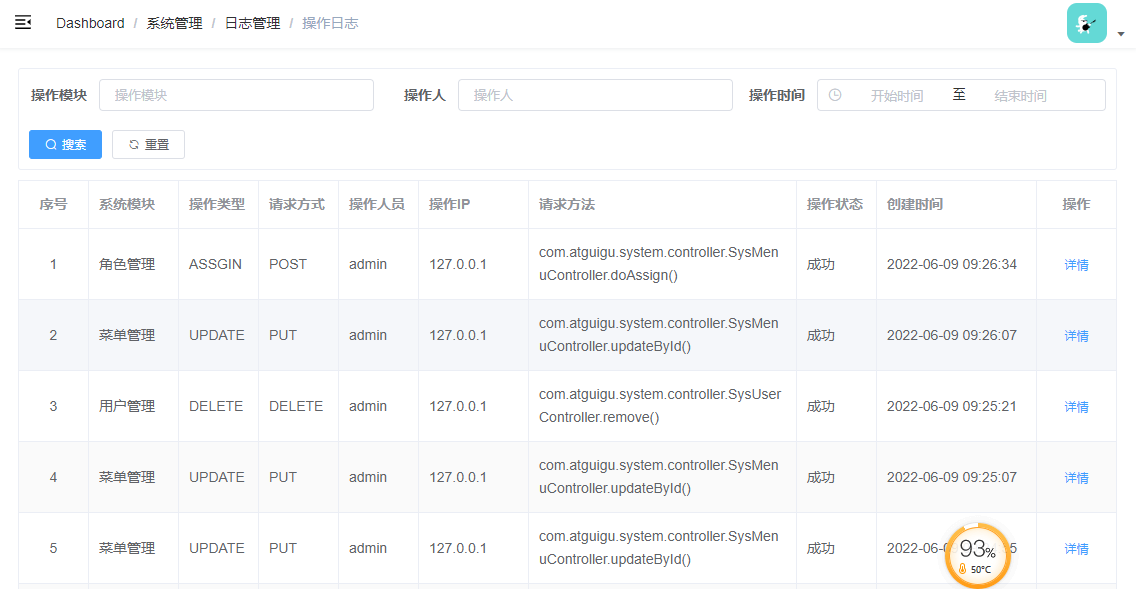 Dashboard / 系统管理 / 日志管理 / 操作日志
操作模块 操作模块 操作人 操作人 操作时间 开始时间 至 结束时间
搜索 重置
序号 系统模块 操作类型 请求方式 操作人员 操作IP 请求方法 操作状态 创建时间 操作
1 角色管理 ASSGIN POST admin 127.0.0.1 com.atguigu.system.controller.SysMen
uController.doAssign() 成功 2022-06-09 09:26:34 详情
2 菜单管理 UPDATE PUT admin 127.0.0.1 com.atguigu.system.controller.SysMen
uController.updateById() 成功 2022-06-09 09:26:07 详情
3 用户管理 DELETE DELETE admin 127.0.0.1 com.atguigu.system.controller.SysUser
Controller.remove() 成功 2022-06-09 09:25:21 详情
4 菜单管理 UPDATE PUT admin 127.0.0.1 com.atguigu.system.controller.SysMen
uController.updateById() 成功 2022-06-09 09:25:07 详情
5 菜单管理 UPDATE PUT admin 127.0.0.1 com.atguigu.system.controller.SysMen
uController.updateById() 成功 2022-06-0 5 详情
93%
50°C